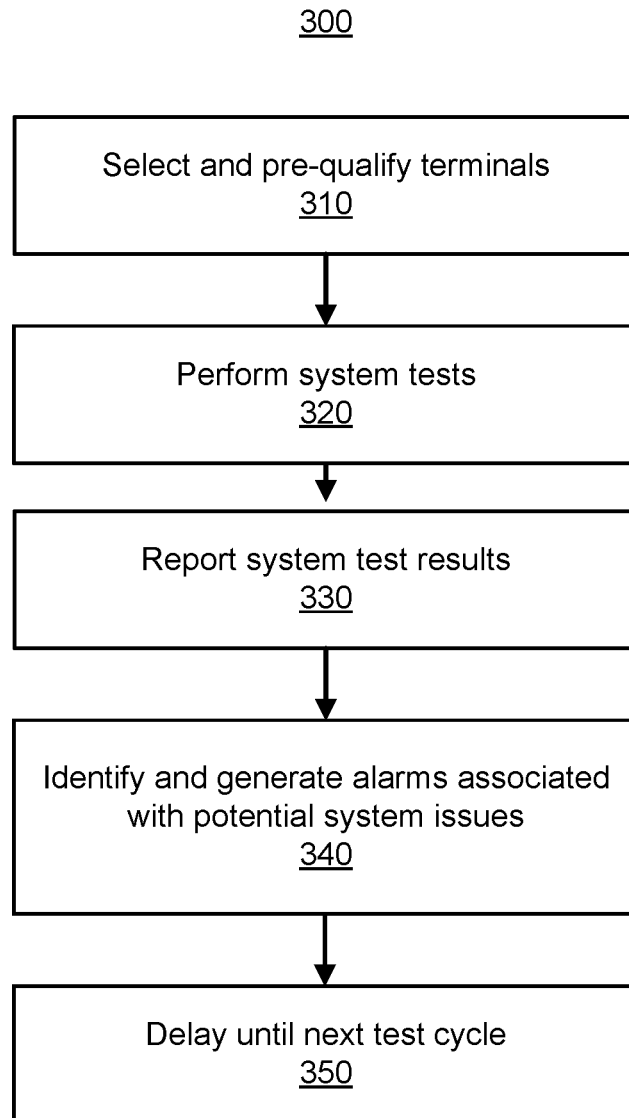 300
Select and pre-qualify terminals
310
Perform system tests
320
Report system test results
330
Identify and generate alarms associated
with potential system issues
340
Delay until next test cycle
350